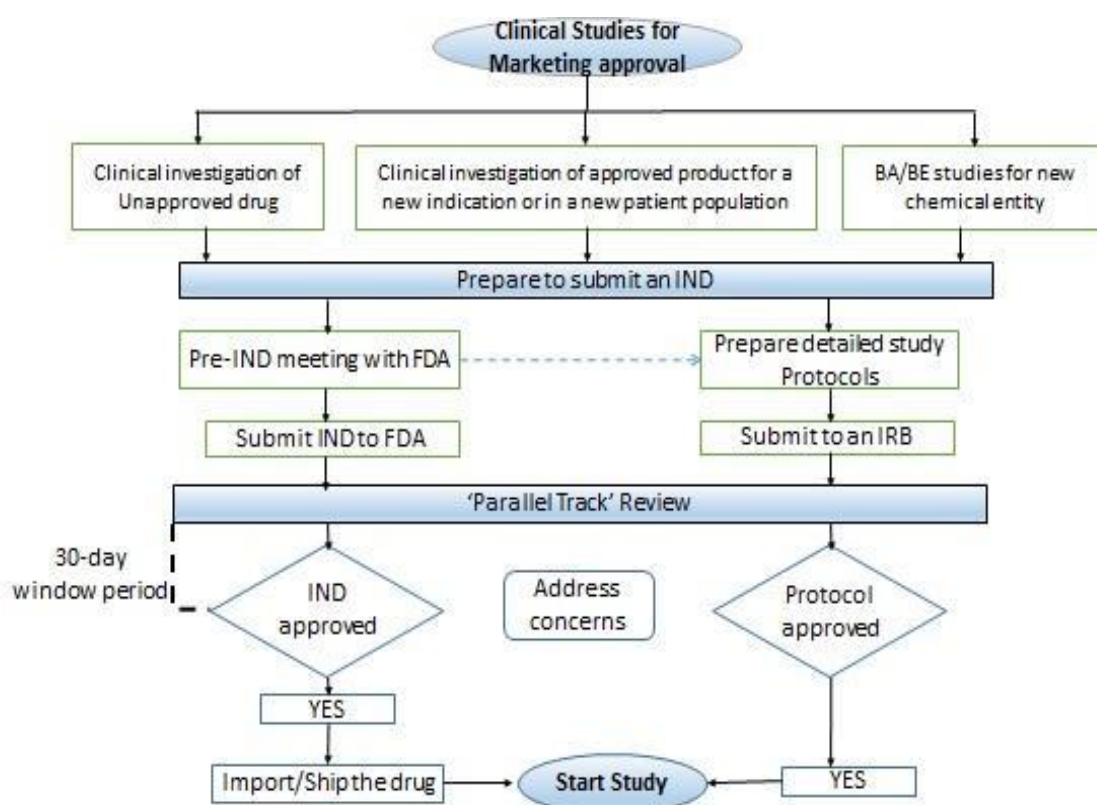 Clinical Studies for
Marketing approval
Clinical investigation of
Unapproved drug
Clinical investigation of approved product for a
new indication or in a new patient population
BA/BE studies for new
chemical entity
Prepare to submit an IND
Pre-IND meeting with FDA
Prepare detailed study
Protocols
Submit IND to FDA
Submit to an IRB
‘Parallel Track’ Review
30-day
window period
IND
approved
Address
concerns
Protocol
approved
YES
Import/Ship the drug
Start Study
YES